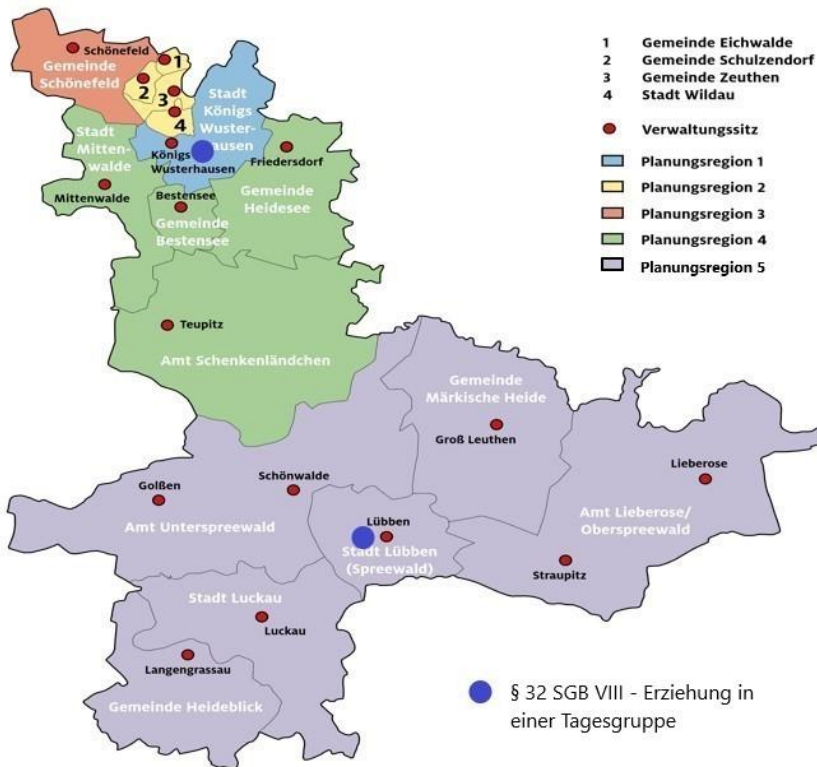 Schönefeld
Gemeinde
Schönefeld
1
2
3
4
Stadt
Königs
Wuster-
hausen
Stadt
Mitten-
walde
Königs
Wusterhausen
Friedersdorf
Mittenwalde
Bestensee
Gemeinde
Bestensee
Gemeinde
Heidesee
Teupitz
Amt Schenkenländchen
Gemeinde
Märkische Heide
Groß Leuthen
Lieberose
Schönwalde
Golßen
Amt Unterspreewald
Lübben
Stadt Lübben
(Spreewald)
Amt Lieberose/
Oberspreewald
Straupitz
Stadt Luckau
Luckau
Langengrassau
Gemeinde Heideblick
1 Gemeinde Eichwalde
2 Gemeinde Schulzendorf
3 Gemeinde Zeuthen
4 Stadt Wildau
Verwaltungssitz
Planungsregion 1
Planungsregion 2
Planungsregion 3
Planungsregion 4
Planungsregion 5
§ 32 SGB VIII - Erziehung in
einer Tagesgruppe